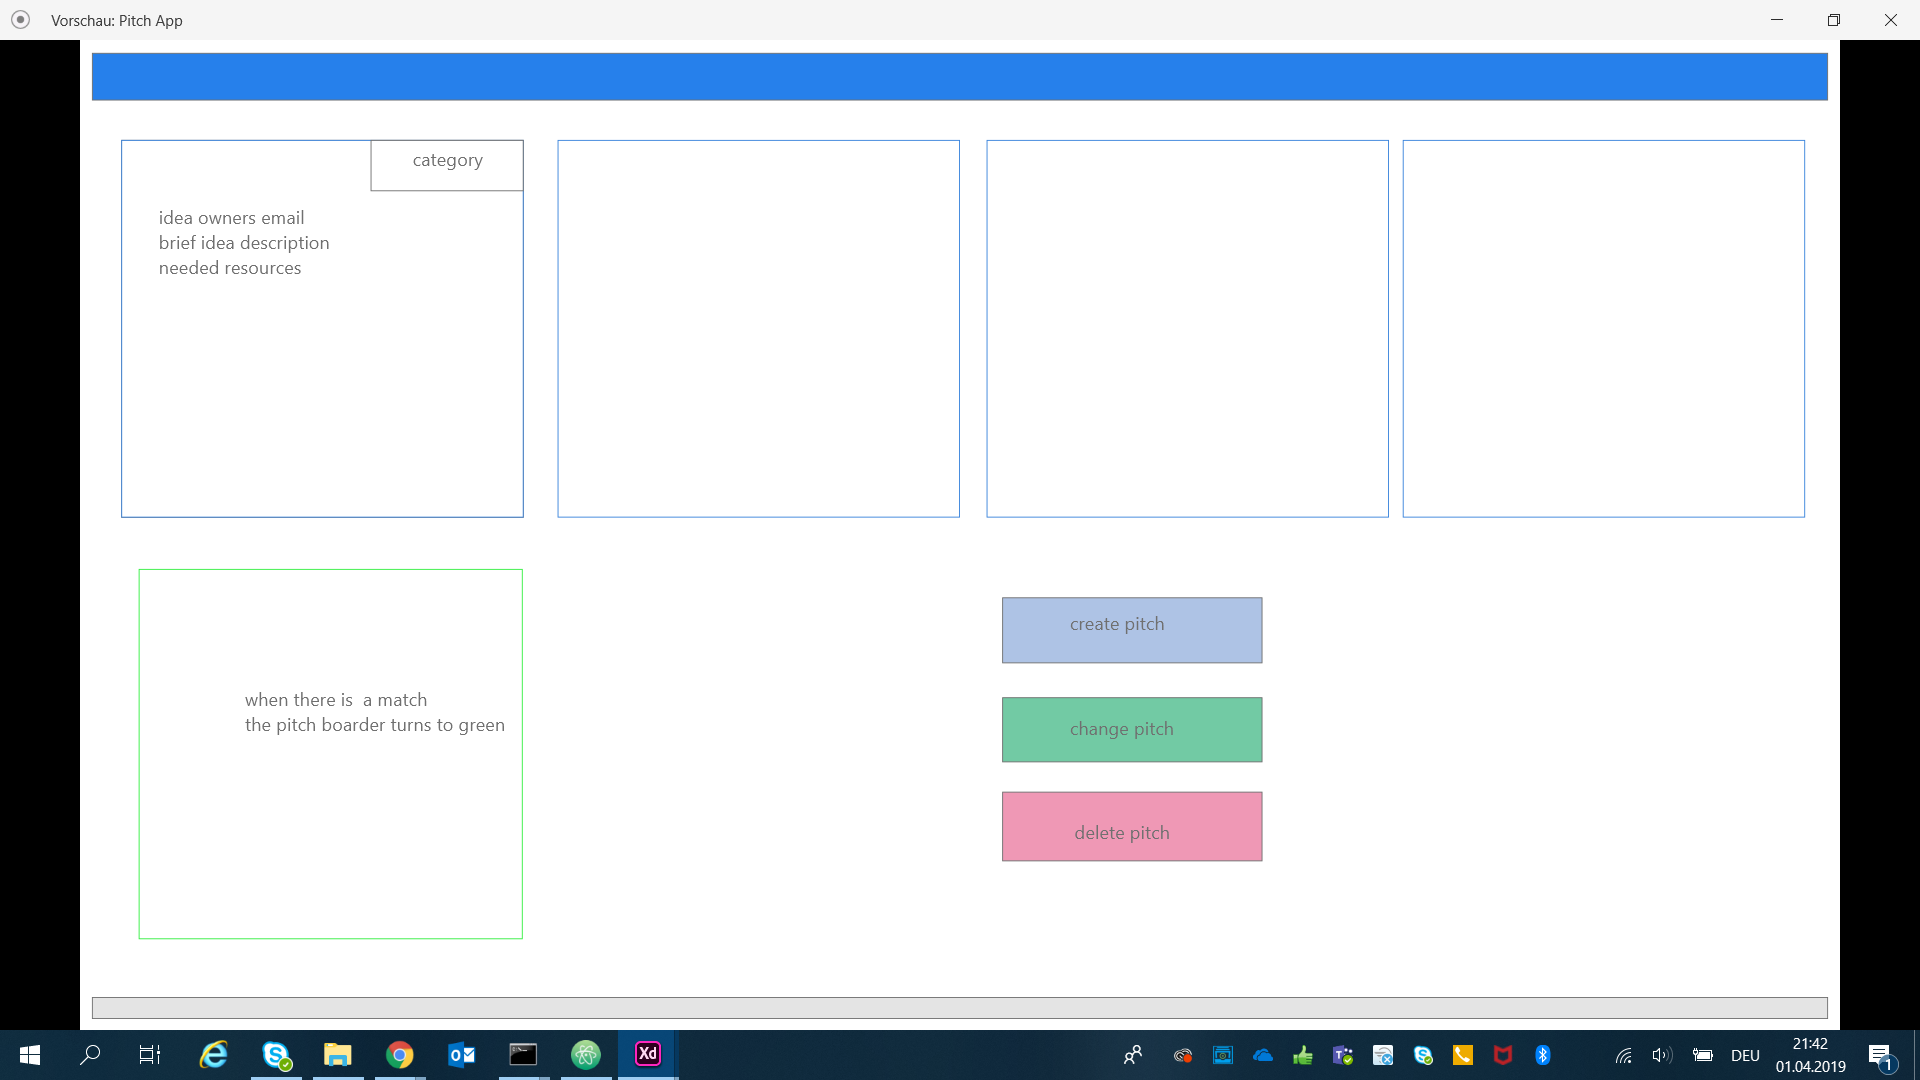 Vorschau: Pitch App
category
idea owners email
brief idea description
needed resources
when there is  a match
the pitch boarder turns to green
create pitch
change pitch
delete pitch
Xd
DEU
21:42
01.04.2019
1